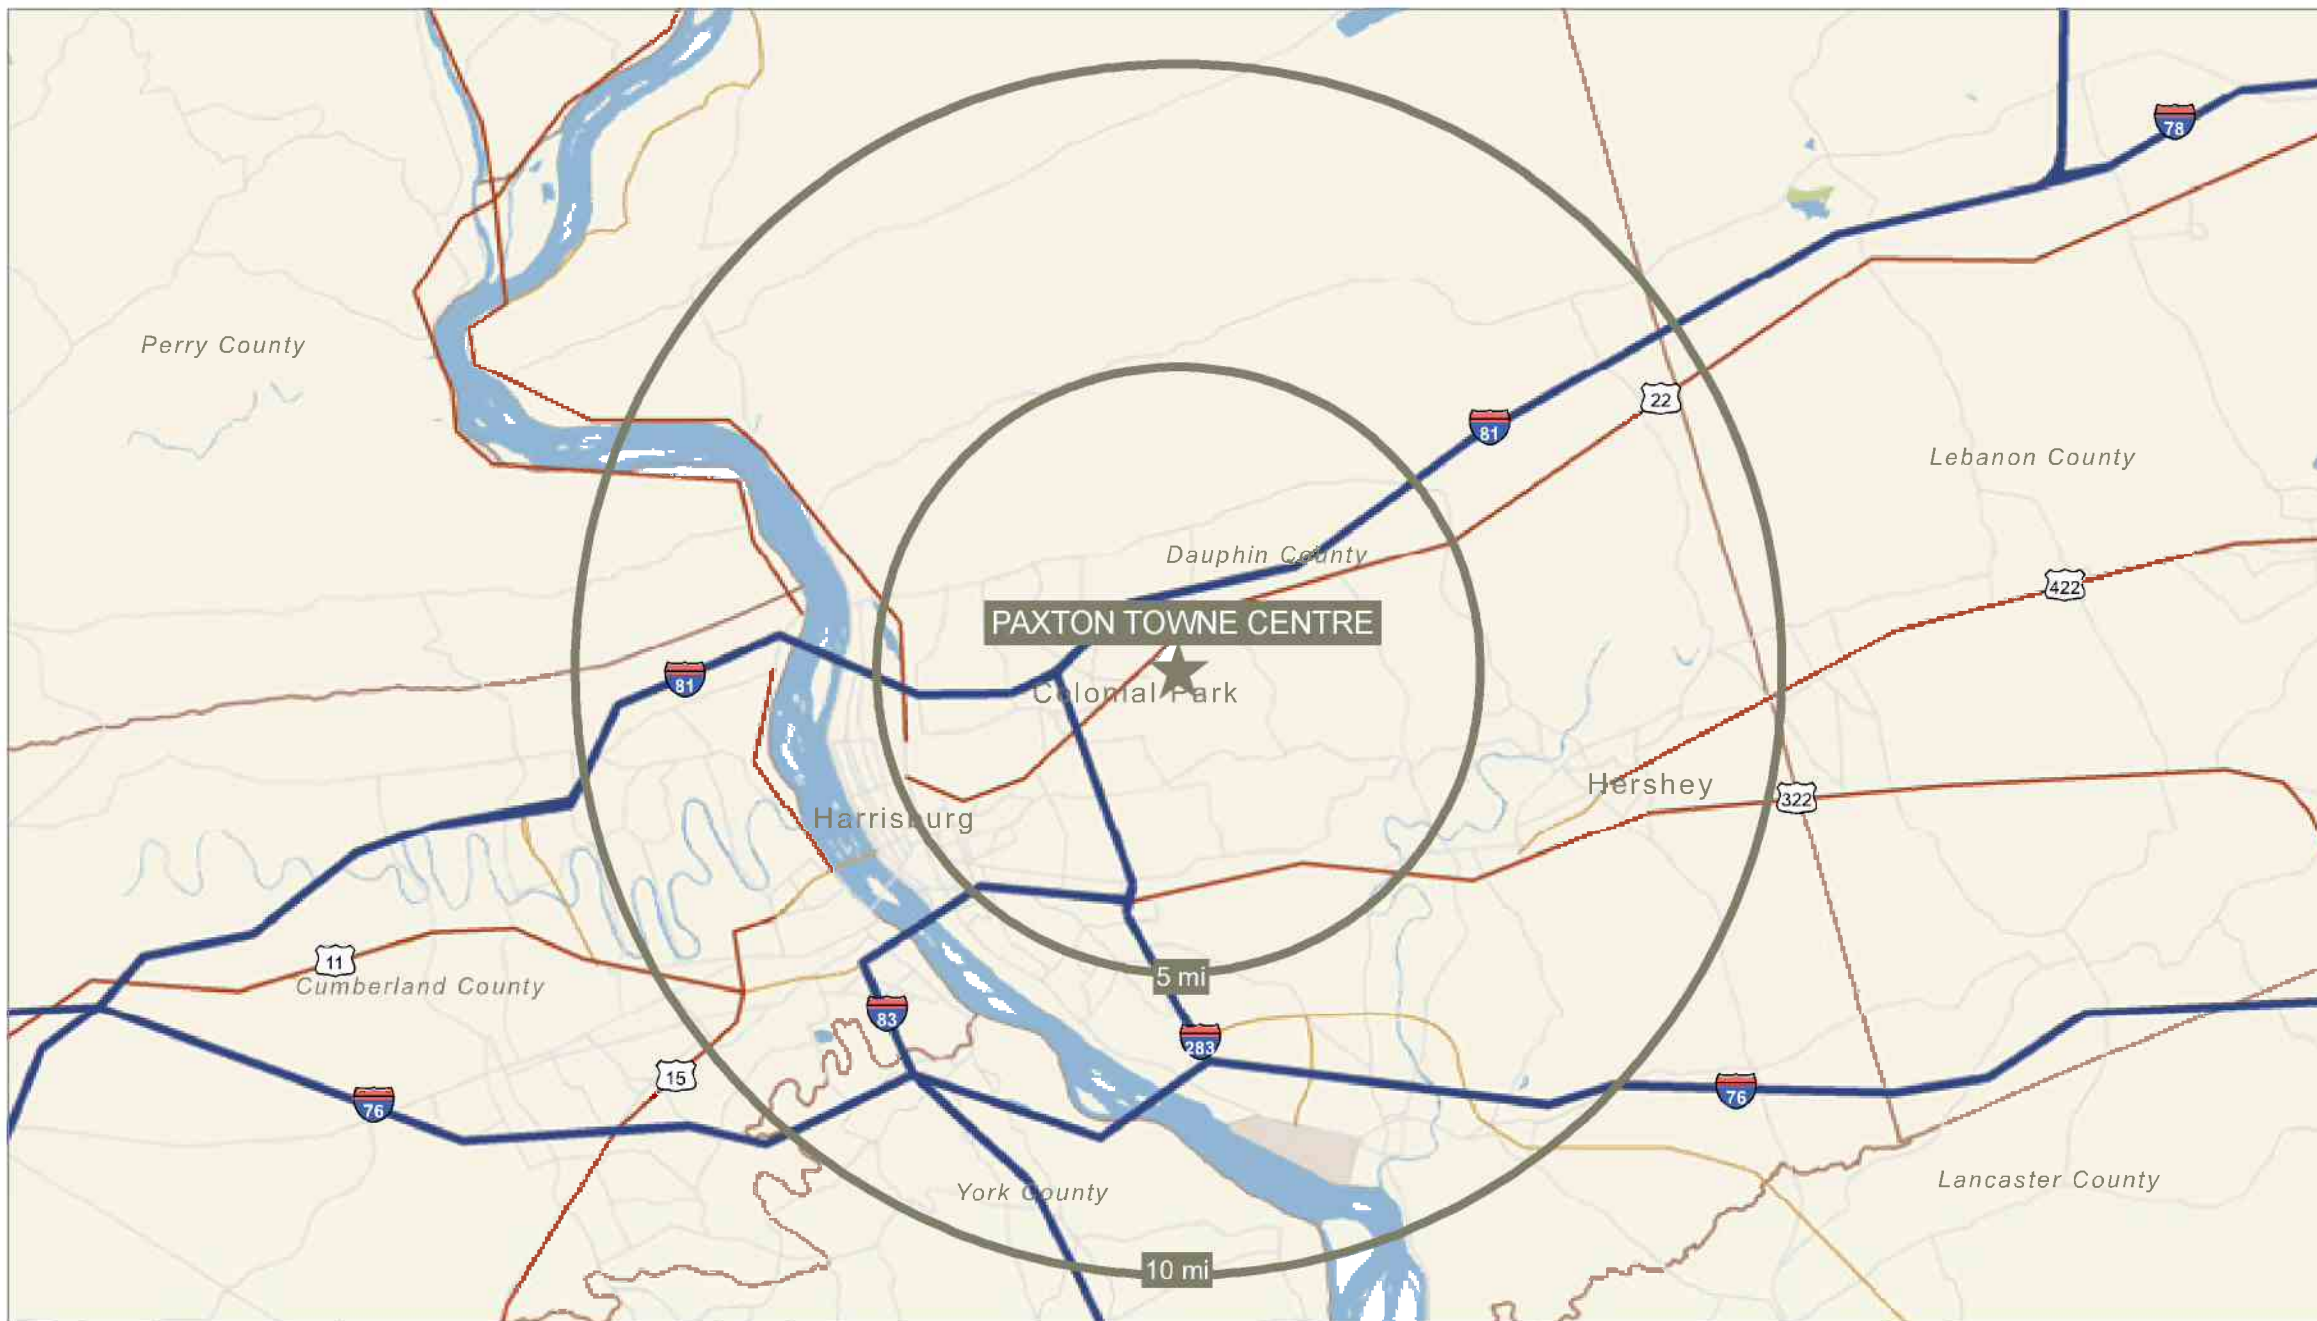 78
Perry County
22
81
Lebanon County
Dauphin County
422
PAXTON TOWNE CENTRE
81
Colonial Park
Hershey
322
Harrisburg
11
5 mi
Cumberland County
83
283
15
76
76
Lancaster County
York County
10 mi